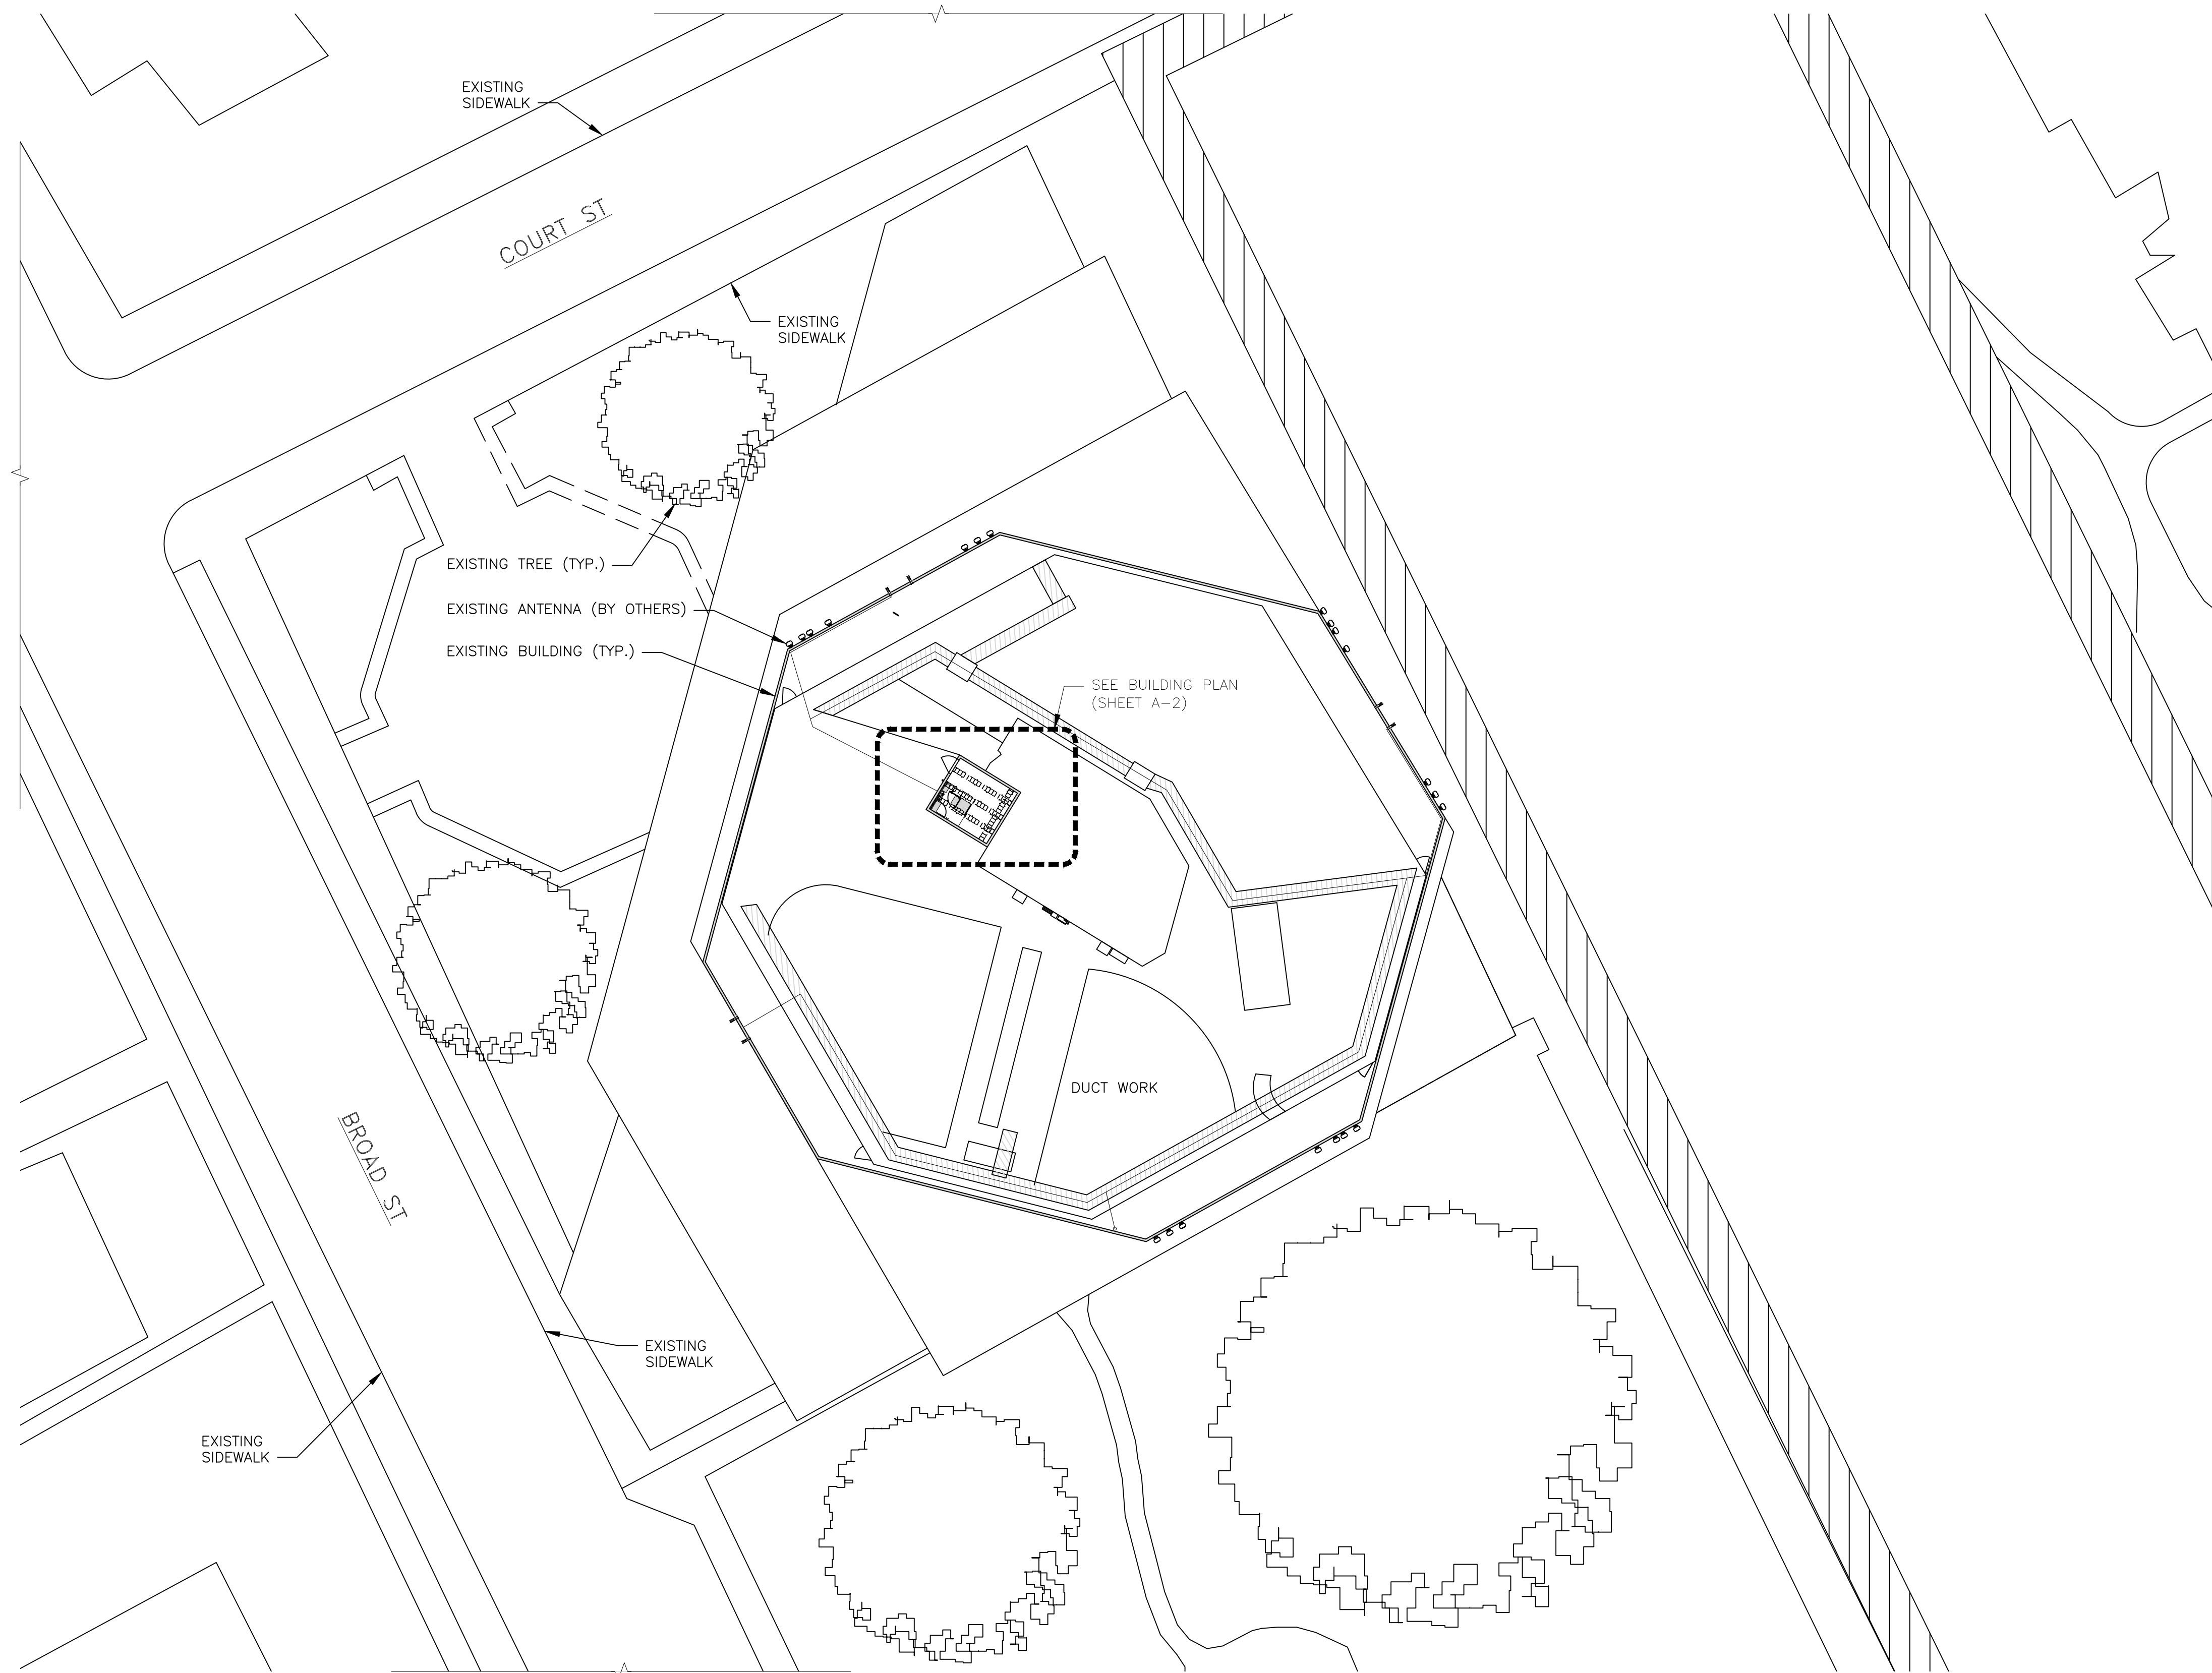 EXISTING
SIDEWALK
COURT ST
EXISTING
SIDEWALK
EXISTING TREE (TYP.)
EXISTING ANTENNA (BY OTHERS)
EXISTING BUILDING (TYP.)
SEE BUILDING PLAN
(SHEET A-2)
DUCT WORK
BROAD ST
EXISTING
SIDEWALK
EXISTING
SIDEWALK